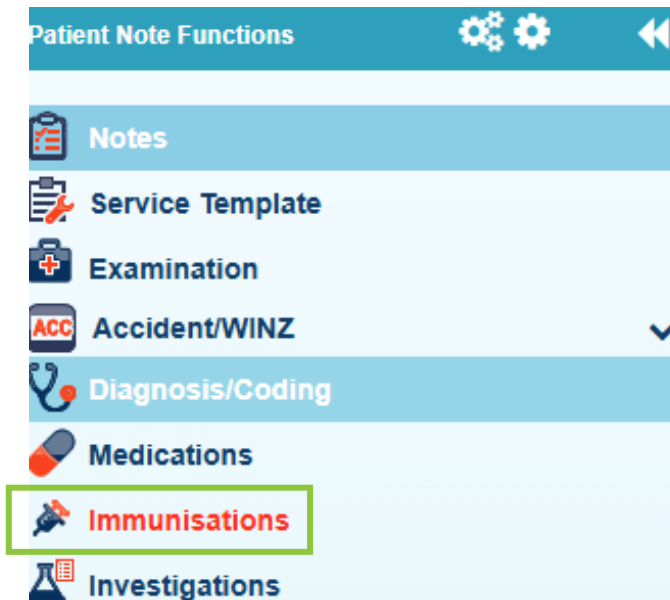 Patient Note Functions
Notes
Service Template
Examination
ACC Accident/WINZ
Diagnosis/Coding
Medications
Immunisations
Investigations